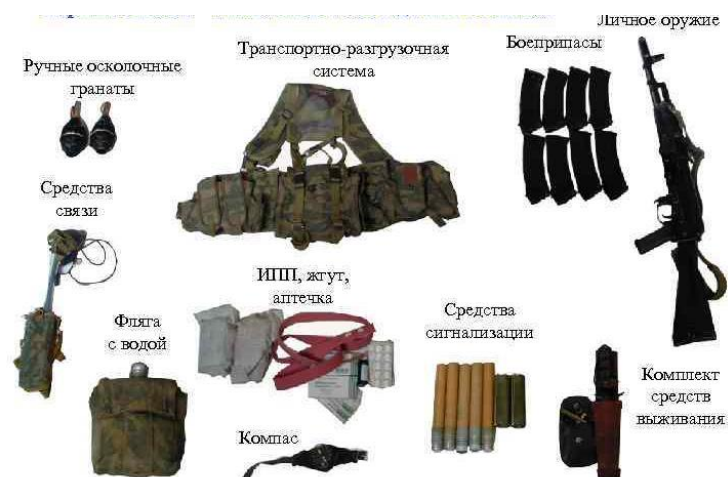 Личное оружие
Боеприпасы
Транспортно-разгрузочная
система
Ручные осколочные
гранаты
Средства
связи
ИПП, жгут,
аптечка
Средства
сигнализации
Фляга
с водой
Комплект
средств
выживания
Компас